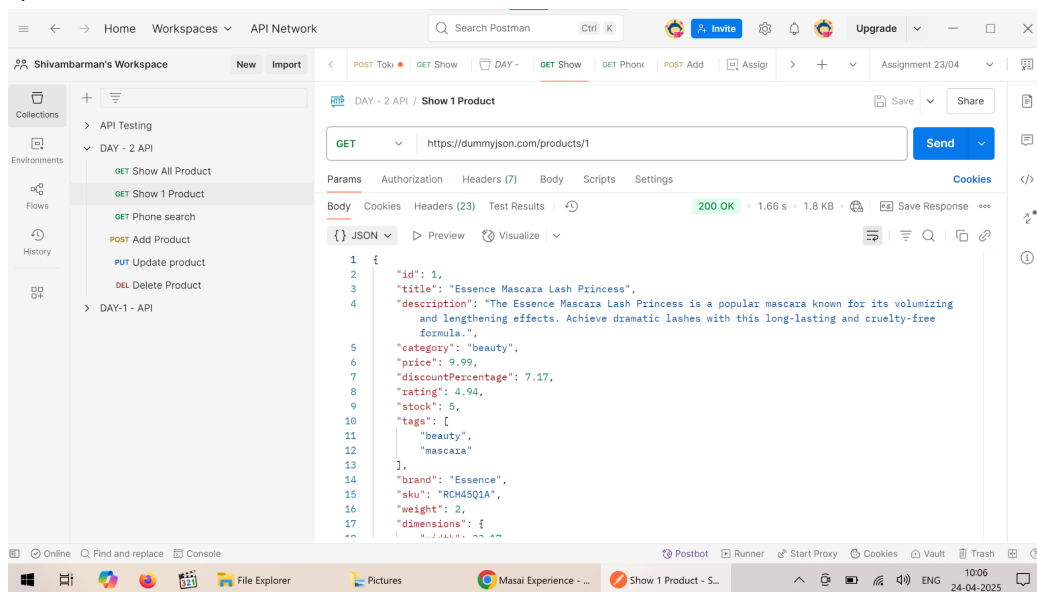 Home Workspaces API Network Search Postman Ctrl K Invite Upgrade
Shivambarman's Workspace New Import POST Toke GET Show DAY - GET Show GET Phone POST Add Assigr Assignment 23/04
Collections
Environments
Flows
History
API Testing
DAY - 2 API
GET Show All Product
GET Show 1 Product
GET Phone search
POST Add Product
PUT Update product
DEL Delete Product
DAY-1 - API
HTTP DAY - 2 API / Show 1 Product Save Share
GET https://dummyjson.com/products/1 Send
Params Authorization Headers (7) Body Scripts Settings Cookies
Body Cookies Headers (23) Test Results 200 OK • 1.66 s • 1.8 KB • e.g. Save Response
{} JSON Preview Visualize
1 {
2 "id": 1,
3 "title": "Essence Mascara Lash Princess",
4 "description": "The Essence Mascara Lash Princess is a popular mascara known for its volumizing
and lengthening effects. Achieve dramatic lashes with this long-lasting and cruelty-free
formula.",
5 "category": "beauty",
6 "price": 9.99,
7 "discountPercentage": 7.17,
8 "rating": 4.94,
9 "stock": 5,
10 "tags": [
11 "beauty",
12 "mascara"
13 ],
14 "brand": "Essence",
15 "sku": "RCH45Q1A",
16 "weight": 2,
17 "dimensions": {
Online Find and replace Console Postbot Runner Start Proxy Cookies Vault Trash
321 File Explorer Pictures Masai Experience - ... Show 1 Product - S... ENG 10:06
24-04-2025